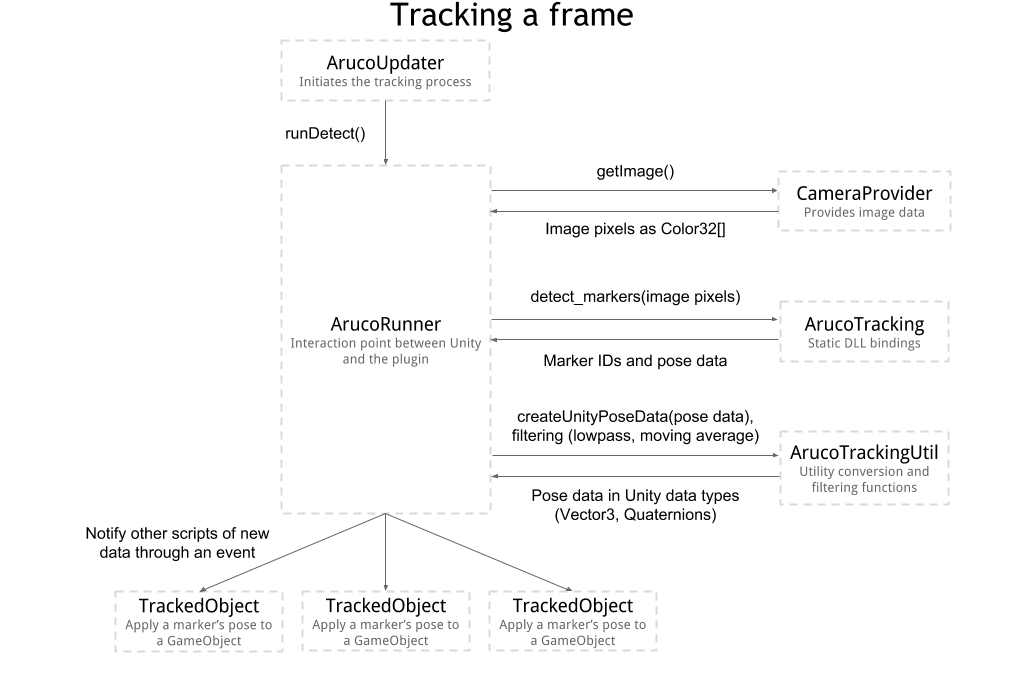 Tracking a frame
ArucoUpdater
Initiates the tracking process
runDetect()
getImage()
CameraProvider
Provides image data
Image pixels as Color32[]
detect_markers(image pixels)
ArucoRunner
Interaction point between Unity
and the plugin
ArucoTracking
Static DLL bindings
Marker IDs and pose data
createUnityPoseData(pose data),
filtering (lowpass, moving average)
ArucoTrackingUtil
Utility conversion and
filtering functions
Pose data in Unity data types
(Vector3, Quaternions)
Notify other scripts of new
data through an event
TrackedObject
Apply a marker's pose to
a GameObject
TrackedObject
Apply a marker's pose to
a GameObject
TrackedObject
Apply a marker's pose to
a GameObject